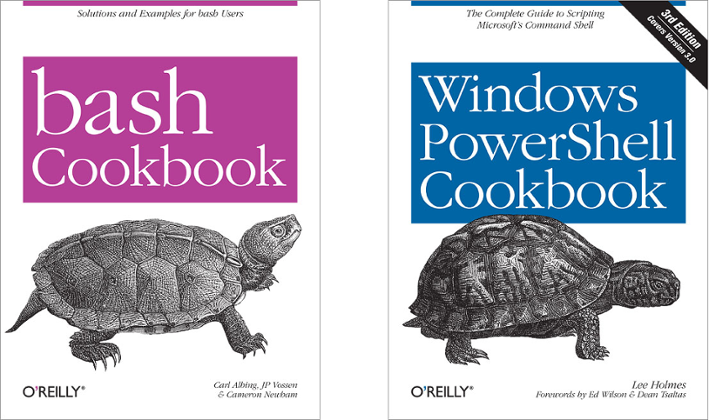 Solutions and Examples for bash Users
bash
Cookbook
O'REILLY®
Carl Albing, JP Vossen
& Cameron Newham
The Complete Guide to Scripting
Microsoft's Command Shell
3rd Edition
Covers Version 3.0
Windows
PowerShell
Cookbook
O'REILLY®
Lee Holmes
Forewords by Ed Wilson & Dean Tsaltas